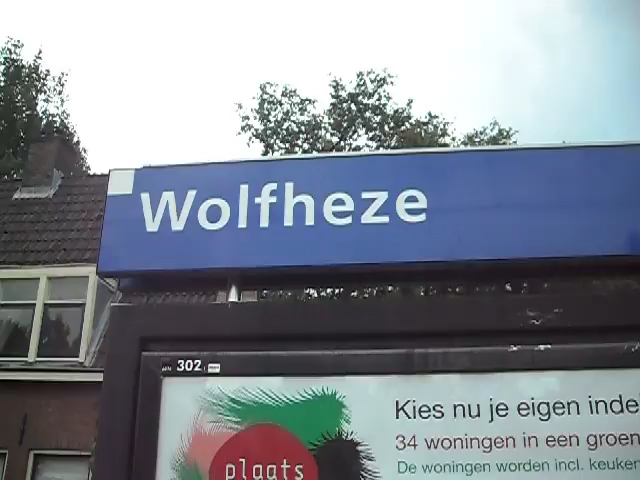 Wolfheze
302
Kies nu je eigen inde
34 woningen in een groen
plaats
De woningen worden incl. keuken